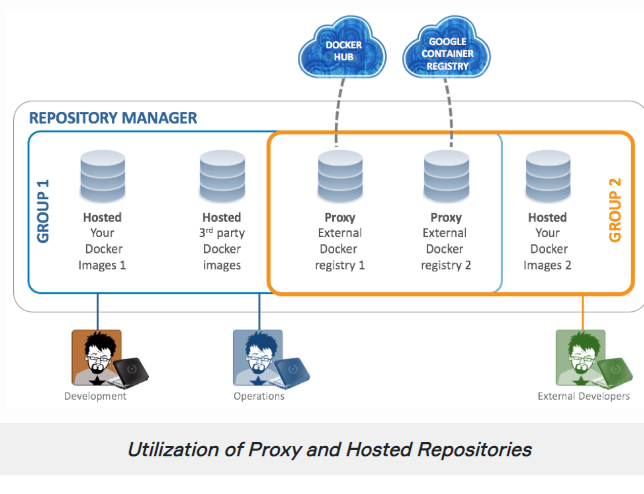 DOCKER
HUB
GOOGLE
CONTAINER
REGISTRY
REPOSITORY MANAGER
GROUP 1
Hosted
Your
Docker
Images 1
Hosted
3rd party
Docker
images
Proxy
External
Docker
registry 1
Proxy
External
Docker
registry 2
Hosted
Your
Docker
Images 2
GROUP 2
Development
Operations
External Developers
Utilization of Proxy and Hosted Repositories